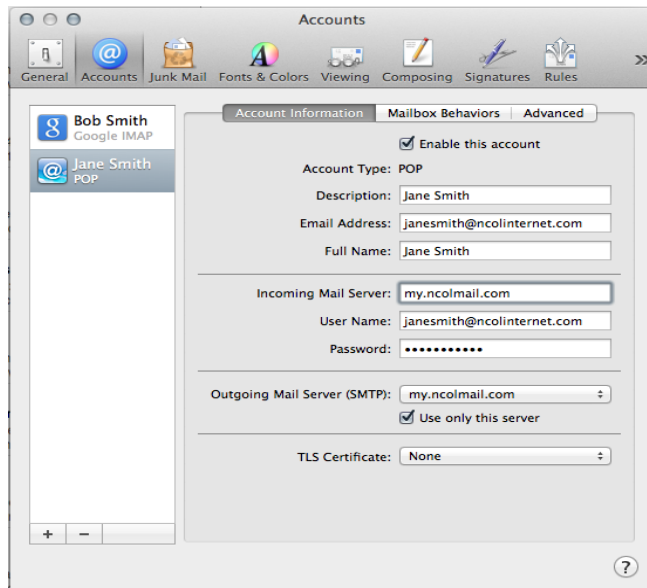 Accounts
General Accounts Junk Mail Fonts & Colors Viewing Composing Signatures Rules »
Bob Smith
Google IMAP
Jane Smith
POP
Account Information Mailbox Behaviors Advanced
Enable this account
Account Type: POP
Description: Jane Smith
Email Address: janesmith@ncolinternet.com
Full Name: Jane Smith
Incoming Mail Server: my.ncolmail.com
User Name: janesmith@ncolinternet.com
Password: •••••••••••
Outgoing Mail Server (SMTP): my.ncolmail.com
Use only this server
TLS Certificate: None
+ −
?